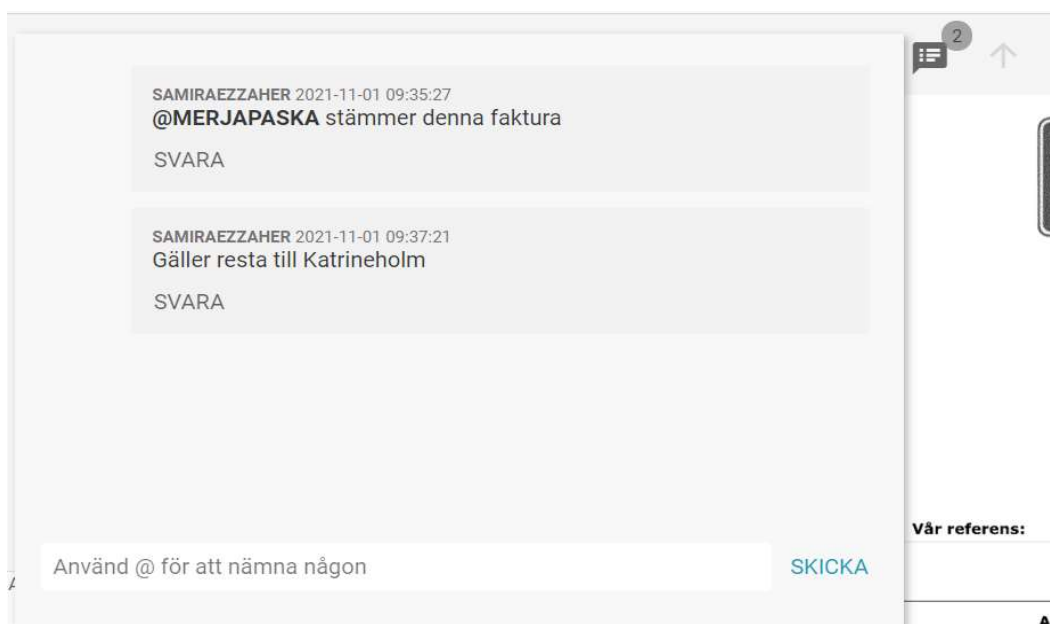 2
SAMIRAEZZAHER 2021-11-01 09:35:27
@MERJAPASKA stämmer denna faktura
SVARA
SAMIRAEZZAHER 2021-11-01 09:37:21
Gäller resta till Katrineholm
SVARA
Vår referens:
Använd @ för att nämna någon
SKICKA